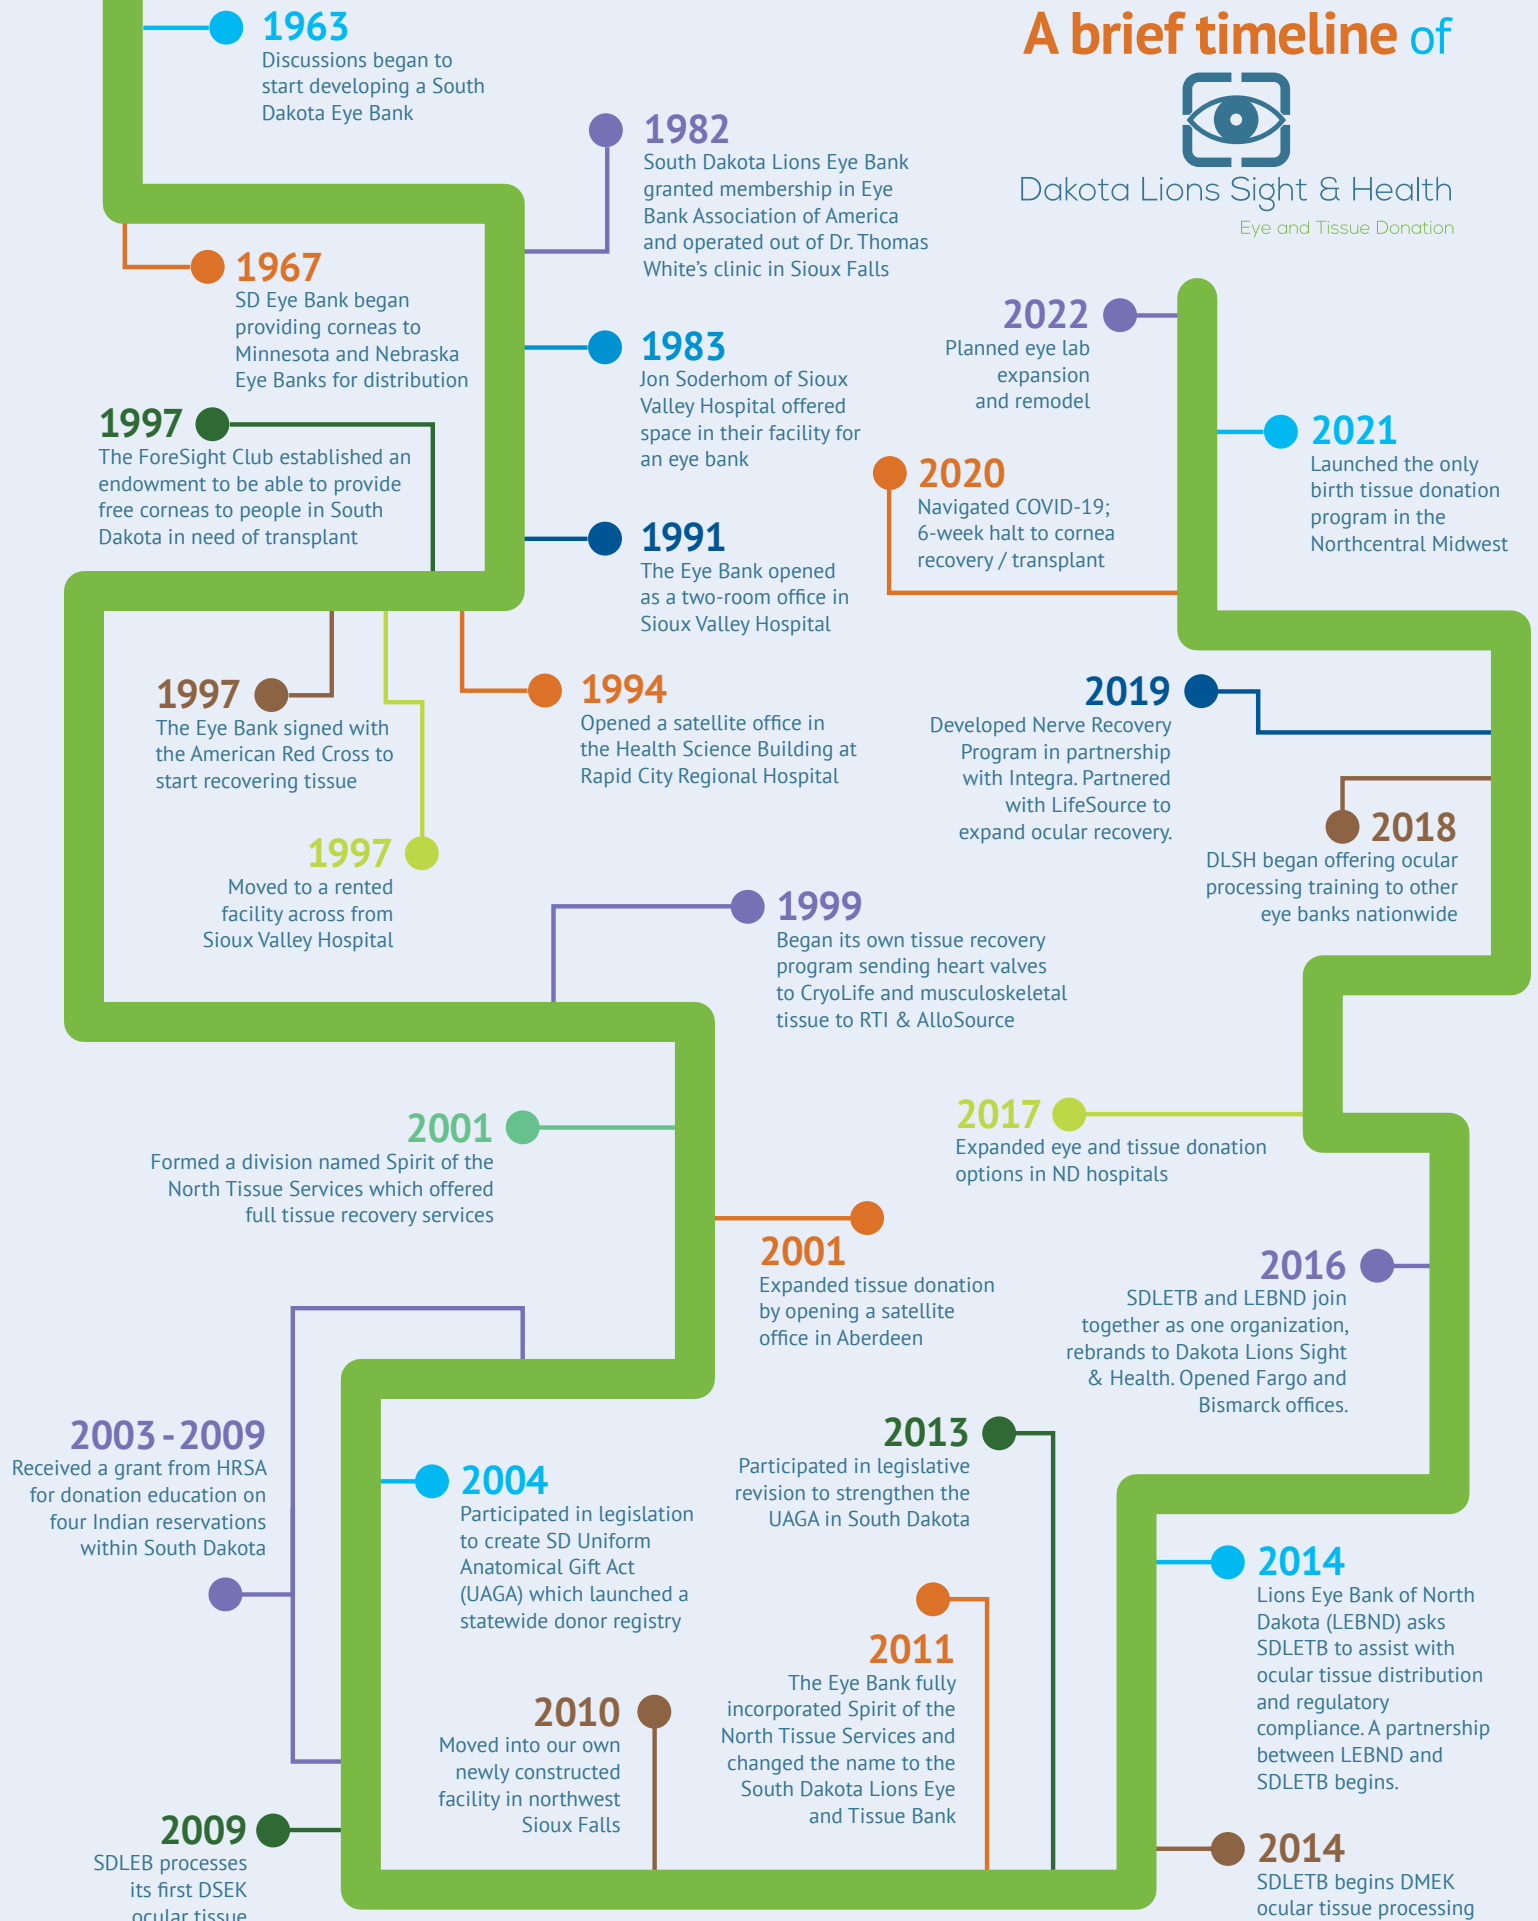 A brief timeline of
Dakota Lions Sight & Health
Eye and Tissue Donation
1963
Discussions began to
start developing a South
Dakota Eye Bank
1967
SD Eye Bank began
providing corneas to
Minnesota and Nebraska
Eye Banks for distribution
1982
South Dakota Lions Eye Bank
granted membership in Eye
Bank Association of America
and operated out of Dr. Thomas
White's clinic in Sioux Falls
1983
Jon Soderhom of Sioux
Valley Hospital offered
space in their facility for
an eye bank
1991
The Eye Bank opened
as a two-room office in
Sioux Valley Hospital
1994
Opened a satellite office in
the Health Science Building at
Rapid City Regional Hospital
1997
The ForeSight Club established an
endowment to be able to provide
free corneas to people in South
Dakota in need of transplant
1997
The Eye Bank signed with
the American Red Cross to
start recovering tissue
1997
Moved to a rented
facility across from
Sioux Valley Hospital
1999
Began its own tissue recovery
program sending heart valves
to CryoLife and musculoskeletal
tissue to RTI & AlloSource
2001
Formed a division named Spirit of the
North Tissue Services which offered
full tissue recovery services
2001
Expanded tissue donation
by opening a satellite
office in Aberdeen
2003-2009
Received a grant from HRSA
for donation education on
four Indian reservations
within South Dakota
2004
Participated in legislation
to create SD Uniform
Anatomical Gift Act
(UAGA) which launched a
statewide donor registry
2009
SDLEB processes
its first DSEK
ocular tissue
2010
Moved into our own
newly constructed
facility in northwest
Sioux Falls
2011
The Eye Bank fully
incorporated Spirit of the
North Tissue Services and
changed the name to the
South Dakota Lions Eye
and Tissue Bank
2013
Participated in legislative
revision to strengthen the
UAGA in South Dakota
2014
SDLETB begins DMEK
ocular tissue processing
2014
Lions Eye Bank of North
Dakota (LEBND) asks
SDLETB to assist with
ocular tissue distribution
and regulatory
compliance. A partnership
between LEBND and
SDLETB begins.
2016
SDLETB and LEBND join
together as one organization,
rebrands to Dakota Lions Sight
& Health. Opened Fargo and
Bismarck offices.
2017
Expanded eye and tissue donation
options in ND hospitals
2018
DLSH began offering ocular
processing training to other
eye banks nationwide
2019
Developed Nerve Recovery
Program in partnership
with Integra. Partnered
with LifeSource to
expand ocular recovery.
2020
Navigated COVID-19;
6-week halt to cornea
recovery / transplant
2021
Launched the only
birth tissue donation
program in the
Northcentral Midwest
2022
Planned eye lab
expansion
and remodel